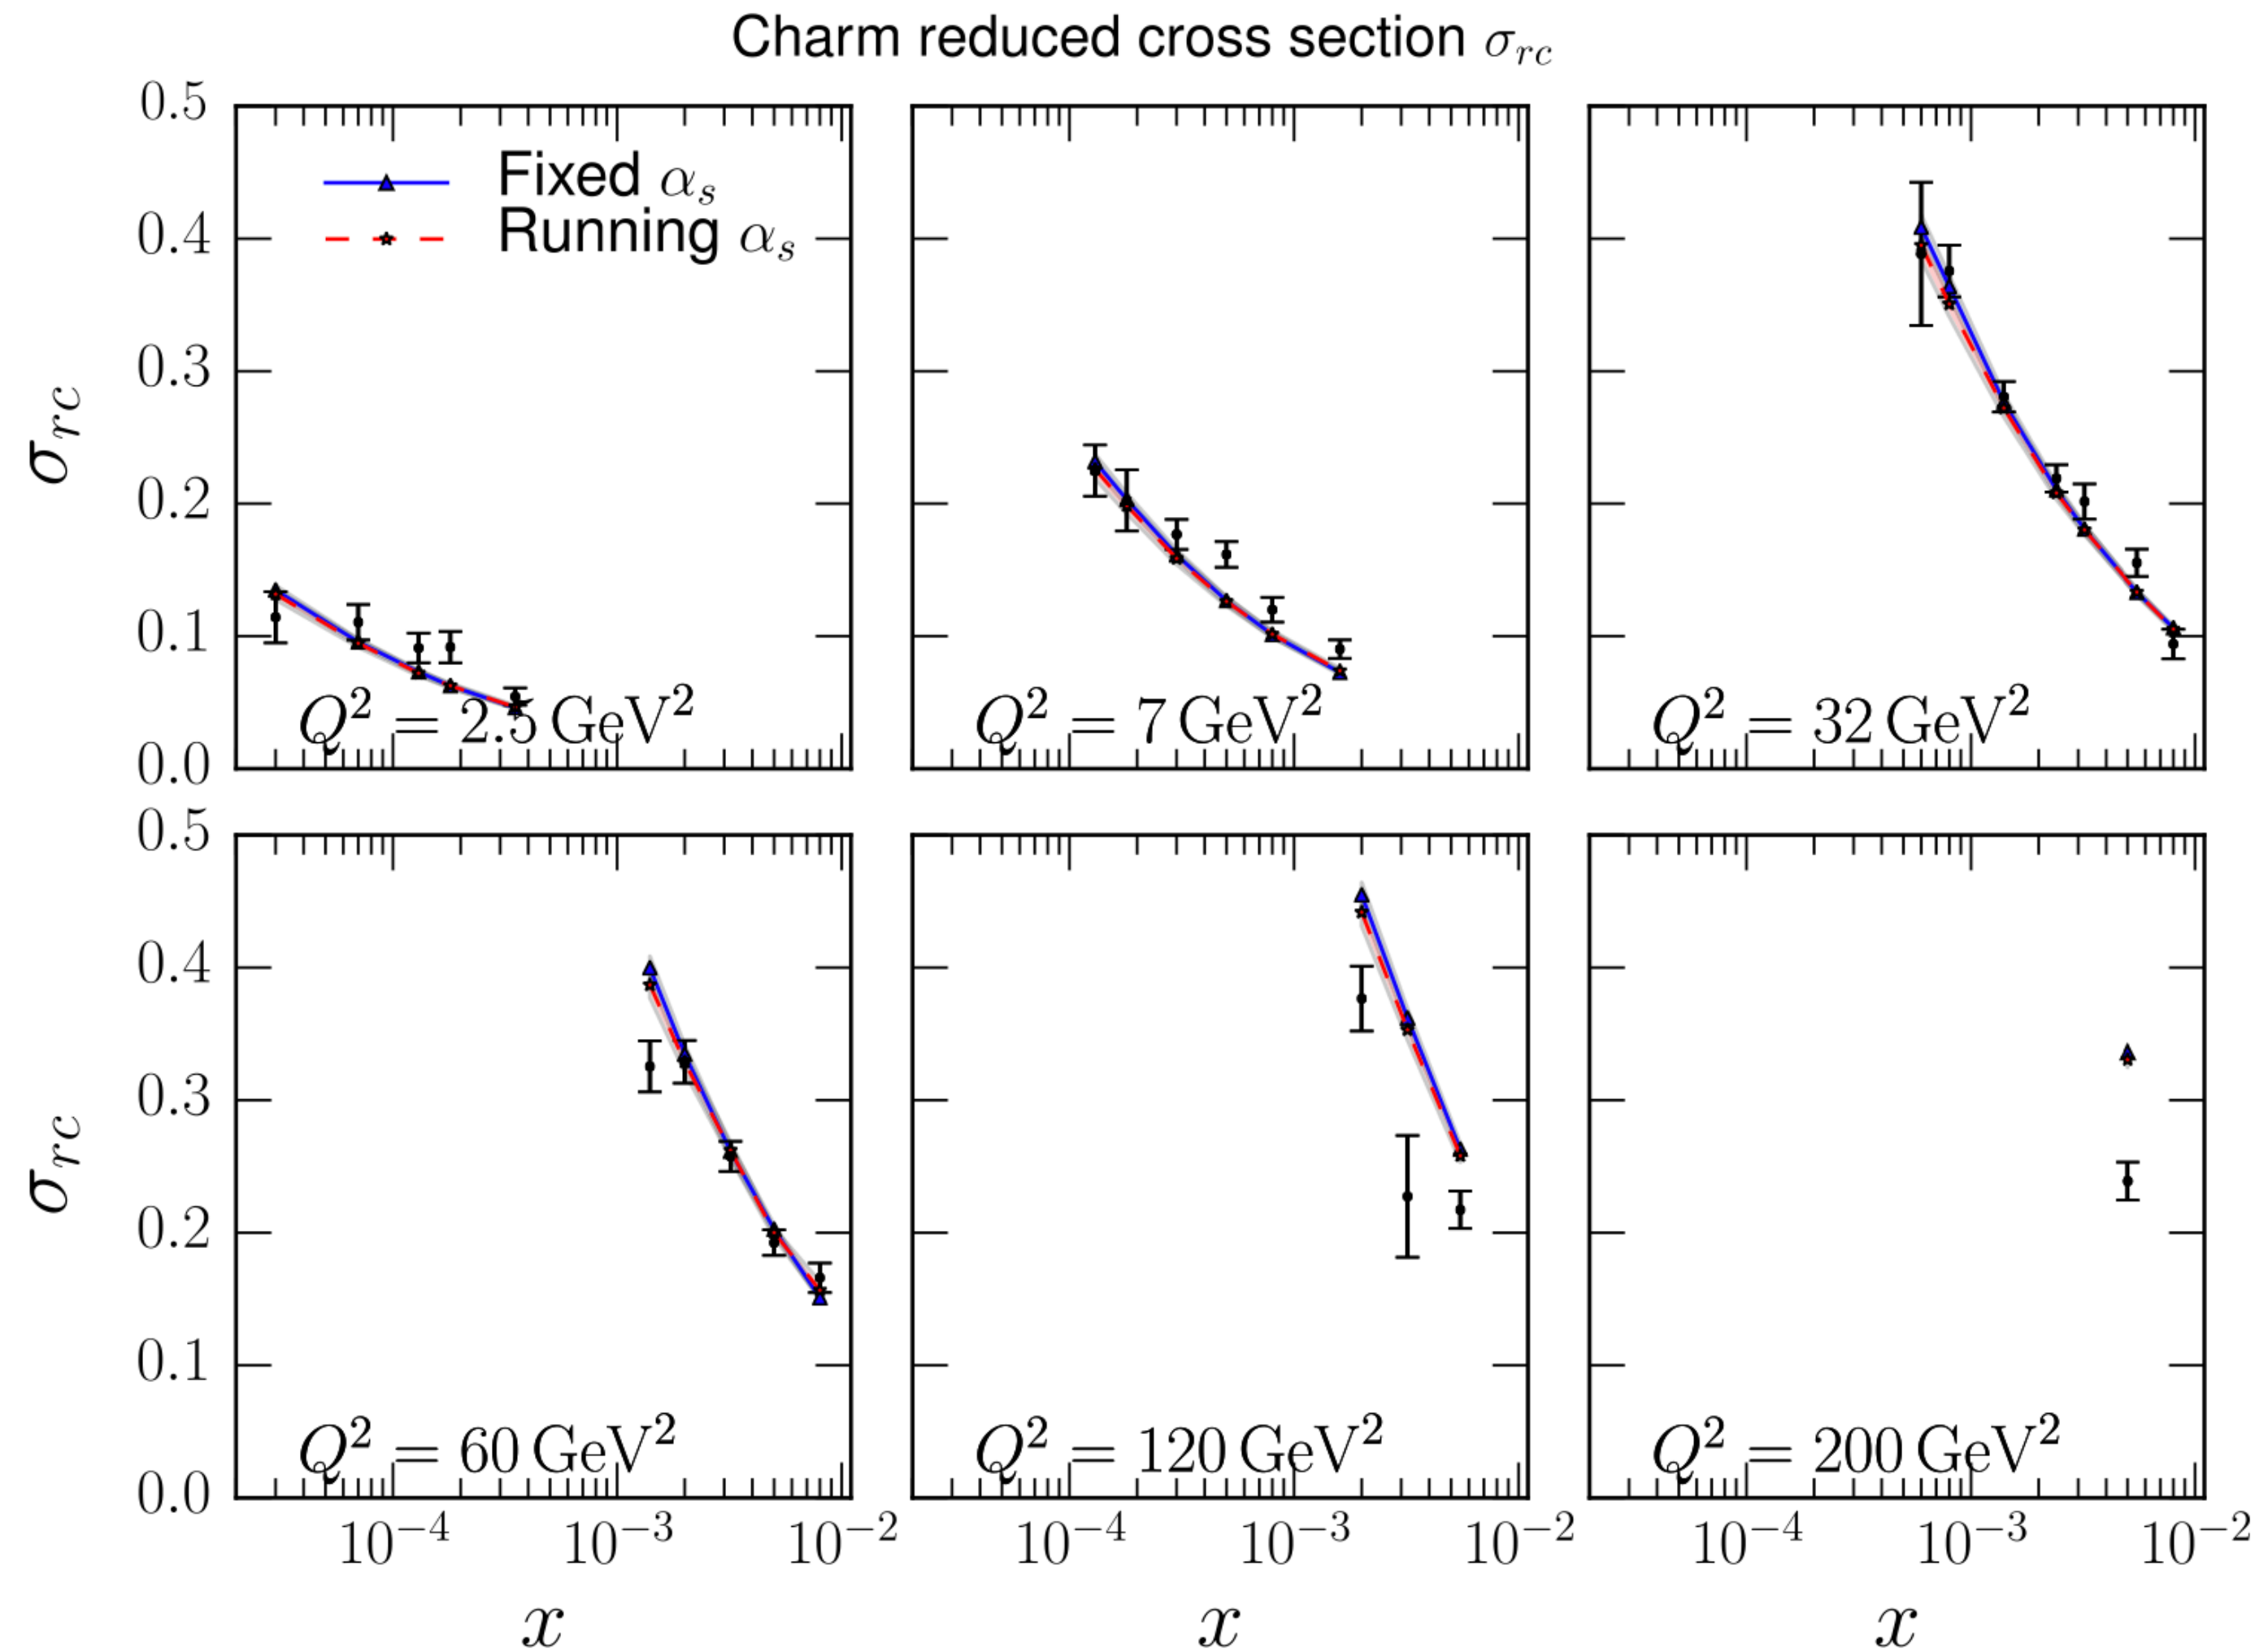 Charm reduced cross section σ_rc
0.5
0.4
0.3
0.2
0.1
0.0
σ_rc
Fixed α_s
Running α_s
Q² = 2.5 GeV²
Q² = 7 GeV²
Q² = 32 GeV²
0.5
0.4
0.3
0.2
0.1
0.0
σ_rc
Q² = 60 GeV²
Q² = 120 GeV²
Q² = 200 GeV²
10⁻⁴ 10⁻³ 10⁻²
10⁻⁴ 10⁻³ 10⁻²
10⁻⁴ 10⁻³ 10⁻²
x
x
x